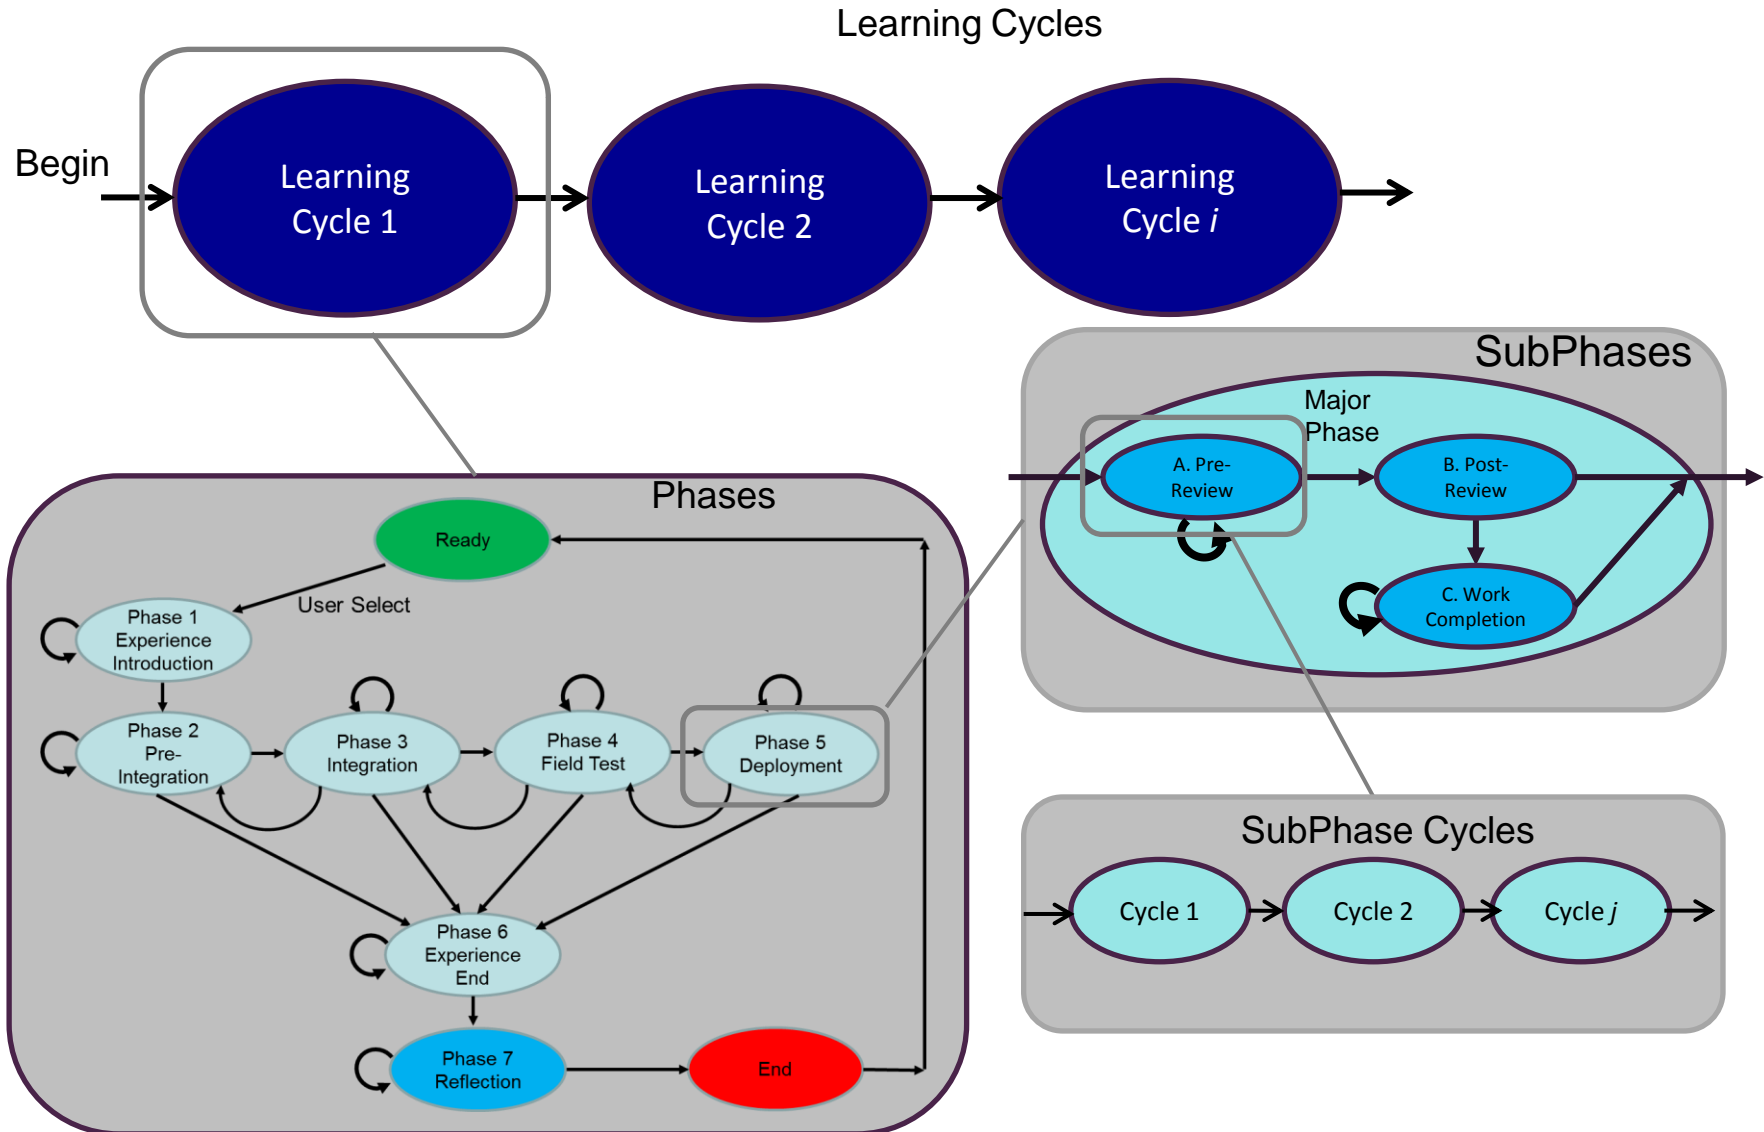 Learning Cycles
Begin
Learning
Cycle 1
Learning
Cycle 2
Learning
Cycle i
SubPhases
Major
Phase
A. Pre-
Review
B. Post-
Review
C. Work
Completion
Phases
Ready
User Select
Phase 1
Experience
Introduction
Phase 2
Pre-
Integration
Phase 3
Integration
Phase 4
Field Test
Phase 5
Deployment
Phase 6
Experience
End
Phase 7
Reflection
End
SubPhase Cycles
Cycle 1
Cycle 2
Cycle j